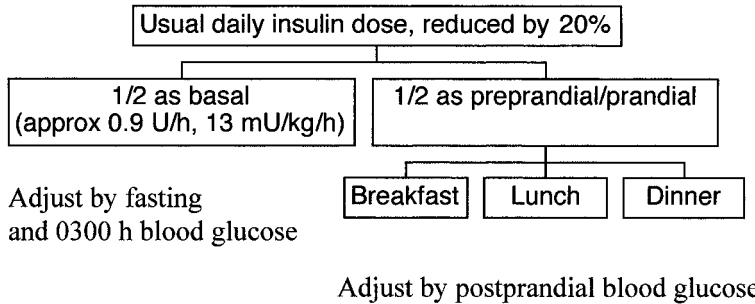 Usual daily insulin dose, reduced by 20%
1/2 as basal
(approx 0.9 U/h, 13 mU/kg/h)
1/2 as preprandial/prandial
Breakfast
Lunch
Dinner
Adjust by fasting
and 0300 h blood glucose
Adjust by postprandial blood glucose